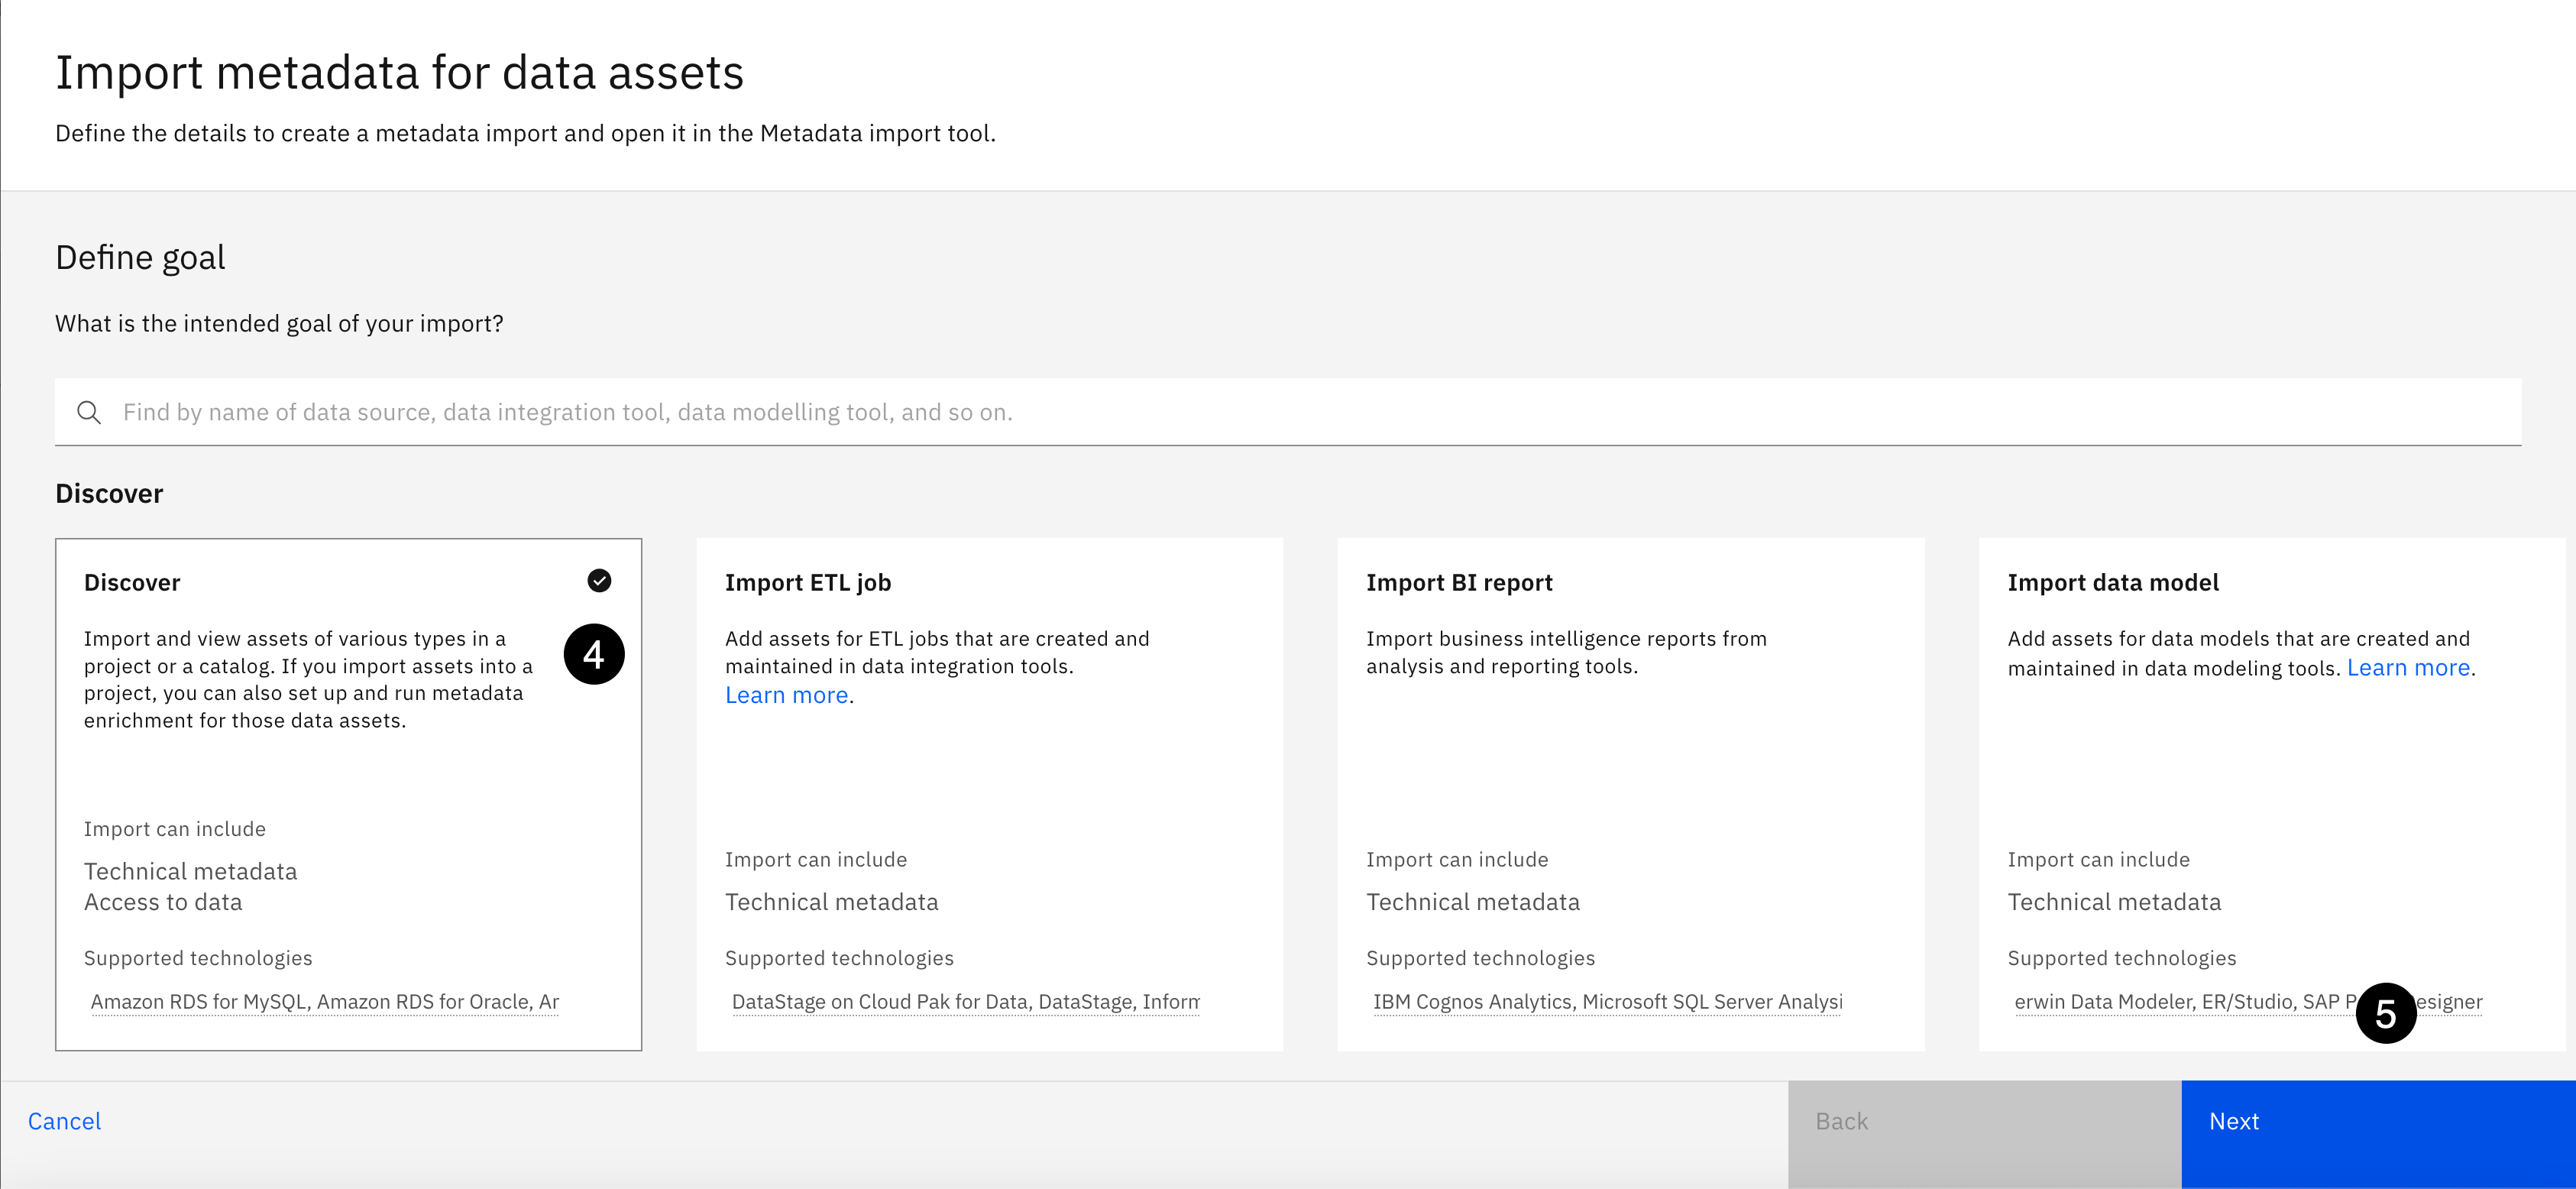 Import metadata for data assets
Define the details to create a metadata import and open it in the Metadata import tool.
Define goal
What is the intended goal of your import?
Find by name of data source, data integration tool, data modelling tool, and so on.
Discover
Discover
Import and view assets of various types in a
project or a catalog. If you import assets into a
project, you can also set up and run metadata
enrichment for those data assets.
4
Import can include
Technical metadata
Access to data
Supported technologies
Amazon RDS for MySQL, Amazon RDS for Oracle, Ar
Import ETL job
Add assets for ETL jobs that are created and
maintained in data integration tools.
Learn more.
Import can include
Technical metadata
Supported technologies
DataStage on Cloud Pak for Data, DataStage, Inform
Import BI report
Import business intelligence reports from
analysis and reporting tools.
Import can include
Technical metadata
Supported technologies
IBM Cognos Analytics, Microsoft SQL Server Analysi
Import data model
Add assets for data models that are created and
maintained in data modeling tools. Learn more.
Import can include
Technical metadata
Supported technologies
erwin Data Modeler, ER/Studio, SAP
5
Cancel
Back
Next